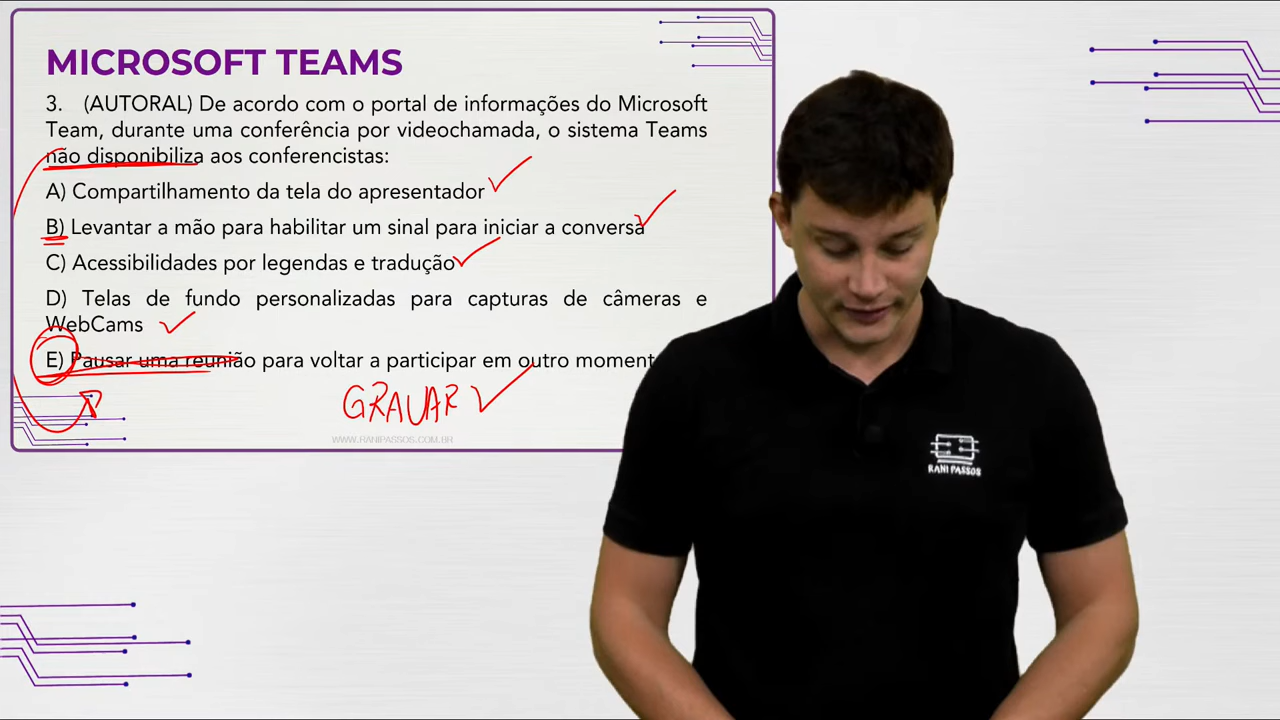 MICROSOFT TEAMS
3. (AUTORAL) De acordo com o portal de informações do Microsoft
Team, durante uma conferência por videochamada, o sistema Teams
não disponibiliza aos conferencistas:
A) Compartilhamento da tela do apresentador
B) Levantar a mão para habilitar um sinal para iniciar a conversa
C) Acessibilidades por legendas e tradução
D) Telas de fundo personalizadas para capturas de câmeras e
WebCams
E) Pausar uma reunião para voltar a participar em outro moment
GRAVAR
WWW.RANIPASSOS.COM.BR
RANI PASSOS